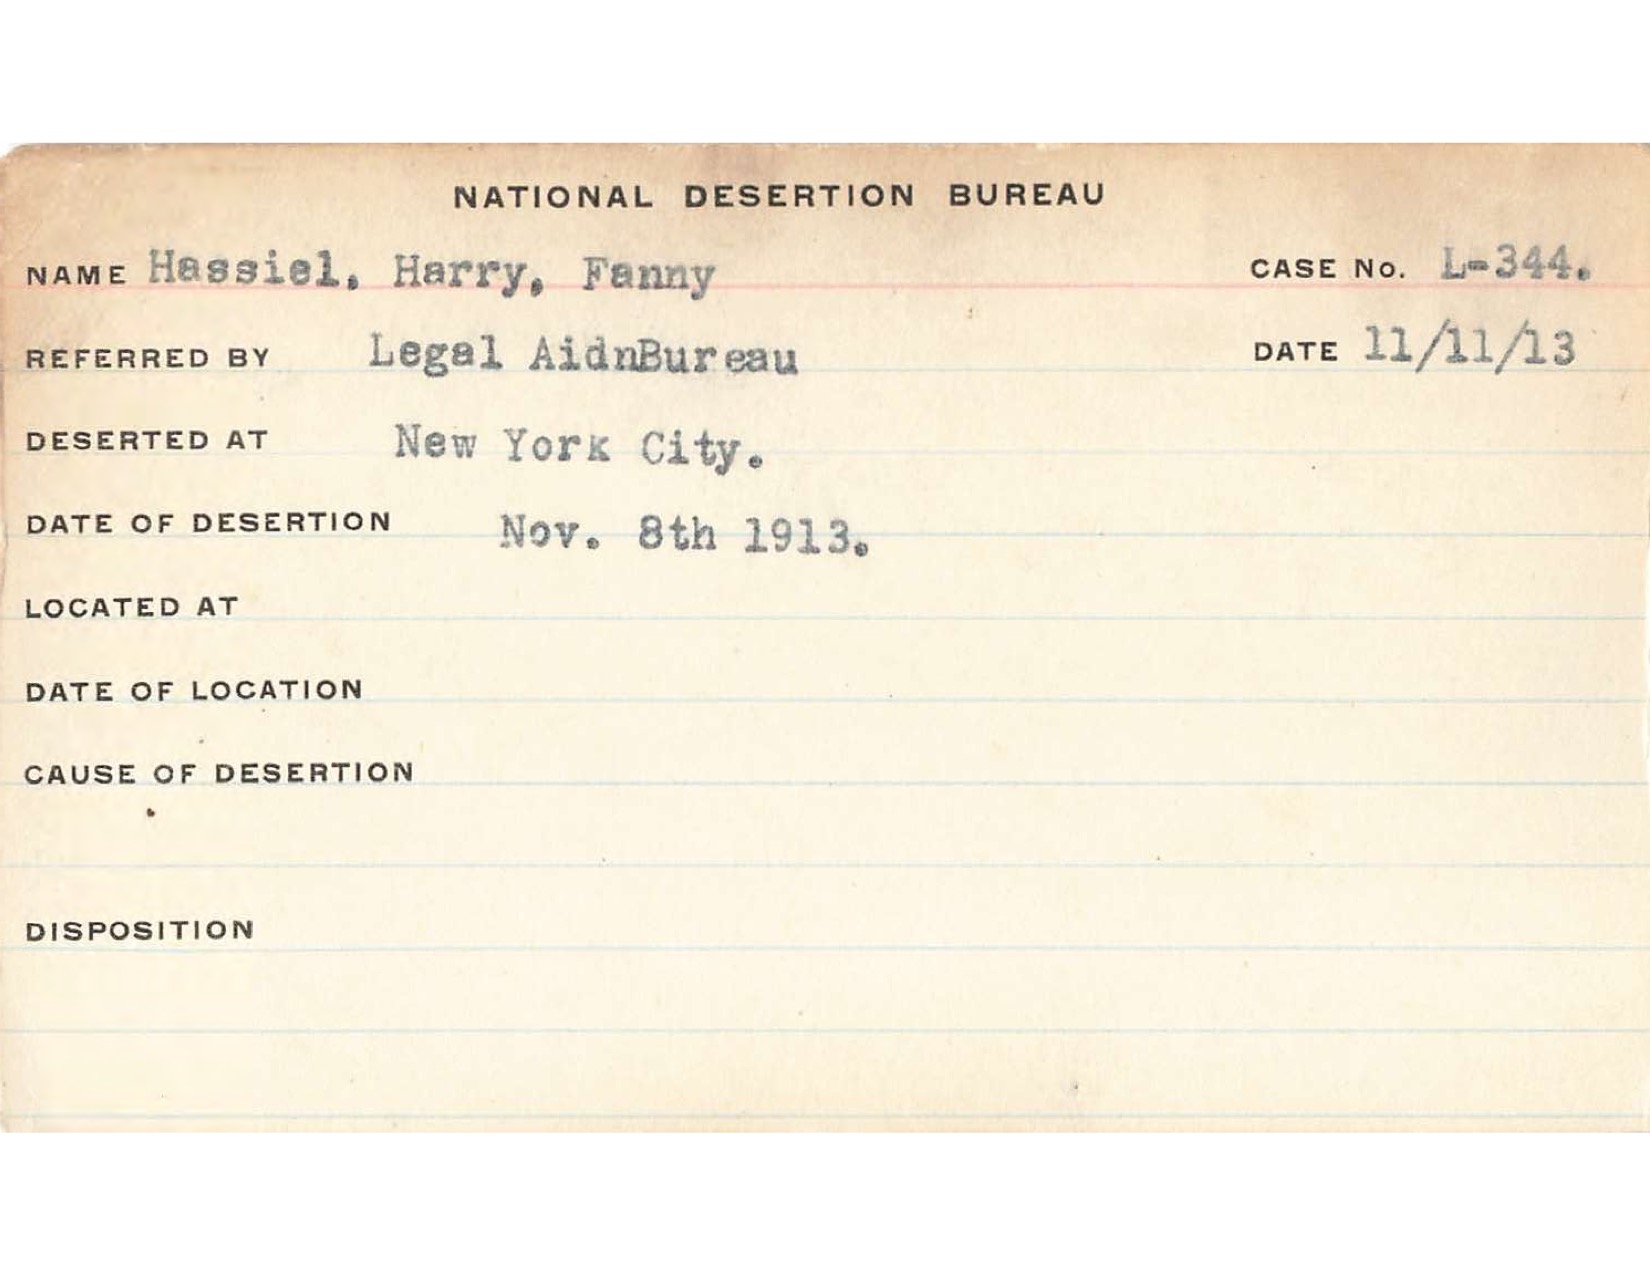 NATIONAL DESERTION BUREAU
NAME Hassiel, Harry, Fanny CASE No. L-344.
REFERRED BY Legal AidnBureau DATE 11/11/13
DESERTED AT New York City.
DATE OF DESERTION Nov. 8th 1913.
LOCATED AT
DATE OF LOCATION
CAUSE OF DESERTION
DISPOSITION